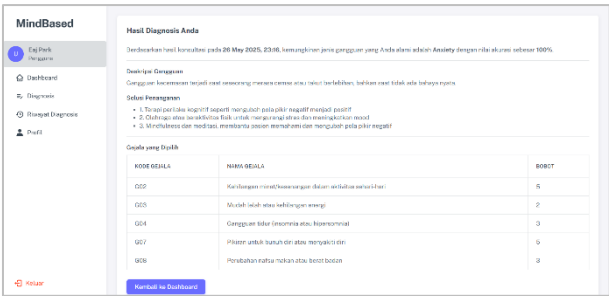 MindBased
U
Eaj Park
Pengguna
Dashboard
Diagnosis
Riwayat Diagnosis
Profil
Keluar
Hasil Diagnosis Anda
Berdasarkan hasil konsultasi pada 26 May 2025, 23:16, kemungkinan jenis gangguan yang Anda alami adalah Anxiety dengan nilai akurasi sebesar 100%.
Deskripsi Gangguan
Gangguan kecemasan terjadi saat seseorang merasa cemas atau takut berlebihan, bahkan saat tidak ada bahaya nyata.
Solusi Penanganan
• 1. Terapi perilaku kognitif seperti mengubah pola pikir negatif menjadi positif
• 2. Olahraga atau beraktivitas fisik untuk mengurangi stres dan meningkatkan mood
• 3. Mindfulness dan meditasi, membantu pasien memahami dan mengubah pola pikir negatif
Gejala yang Dipilih
KODE GEJALA NAMA GEJALA BOBOT
G02 Kehilangan minat/kesenangan dalam aktivitas sehari-hari 5
G03 Mudah lelah atau kehilangan energi 2
G04 Gangguan tidur (insomnia atau hipersomnia) 3
G07 Pikiran untuk bunuh diri atau menyakiti diri 5
G08 Perubahan nafsu makan atau berat badan 3
Kembali ke Dashboard